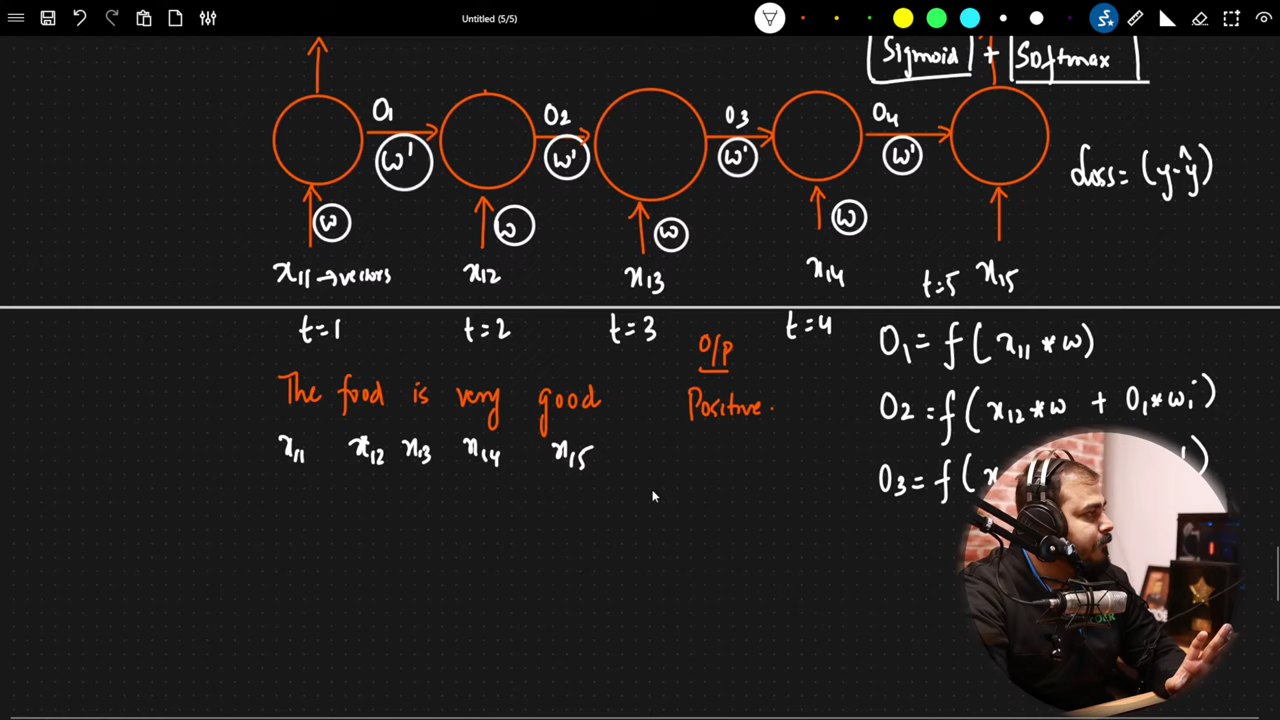 Untitled (5/5)
Sigmoid + Softmax
O1 O2 O3 O4
w' w' w' w'
Loss = (y-ŷ)
w w w w
x11 → vectors x12 x13 x14 t=5 x15
t=1 t=2 t=3 t=4
O/P
O1 = f(x11 * w)
The food is very good Positive.
O2 = f(x12 * w + O1 * w')
x11 x12 x13 x14 x15
O3 = f(x